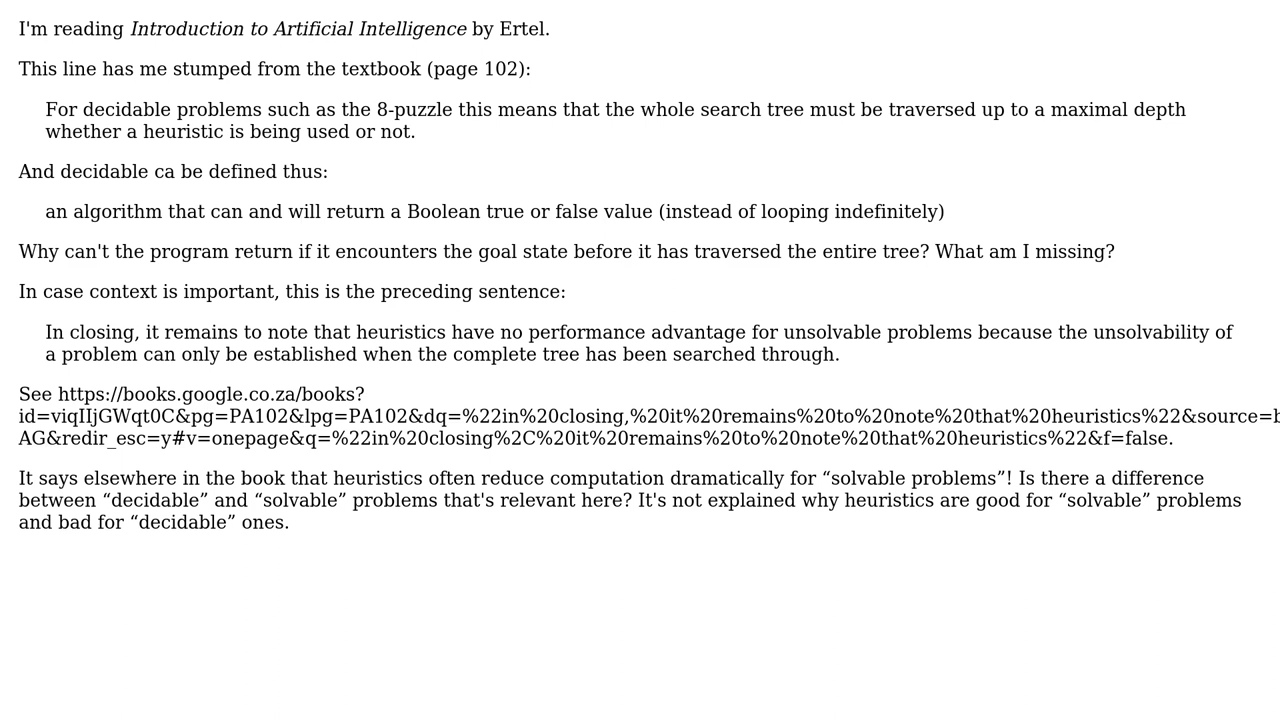 I'm reading Introduction to Artificial Intelligence by Ertel.
This line has me stumped from the textbook (page 102):
For decidable problems such as the 8-puzzle this means that the whole search tree must be traversed up to a maximal depth
whether a heuristic is being used or not.
And decidable ca be defined thus:
an algorithm that can and will return a Boolean true or false value (instead of looping indefinitely)
Why can't the program return if it encounters the goal state before it has traversed the entire tree? What am I missing?
In case context is important, this is the preceding sentence:
In closing, it remains to note that heuristics have no performance advantage for unsolvable problems because the unsolvability of
a problem can only be established when the complete tree has been searched through.
See https://books.google.co.za/books?
id=viqIIjGWqt0C&pg=PA102&lpg=PA102&dq=%22in%20closing,%20it%20remains%20to%20note%20that%20heuristics%22&source=b
AG&redir_esc=y#v=onepage&q=%22in%20closing%2C%20it%20remains%20to%20note%20that%20heuristics%22&f=false.
It says elsewhere in the book that heuristics often reduce computation dramatically for “solvable problems”! Is there a difference
between “decidable” and “solvable” problems that's relevant here? It's not explained why heuristics are good for “solvable” problems
and bad for “decidable” ones.